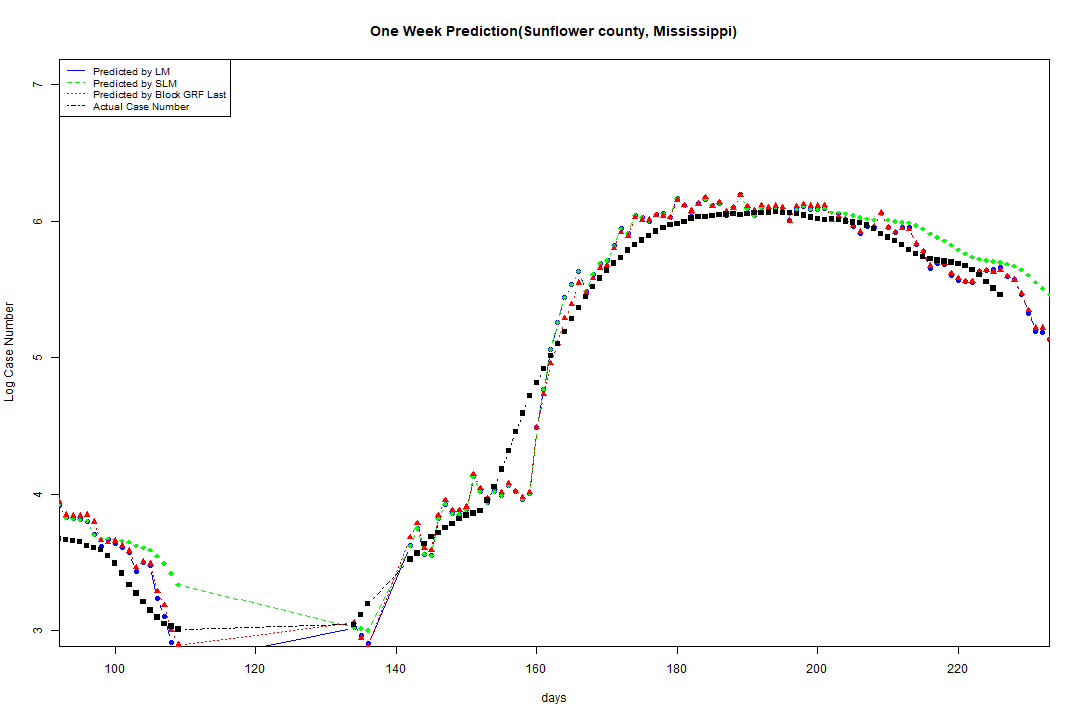 One Week Prediction(Sunflower county, Mississippi)
Predicted by LM
Predicted by SLM
Predicted by Block GRF Last
Actual Case Number
7
6
5
4
3
Log Case Number
100 120 140 160 180 200 220
days